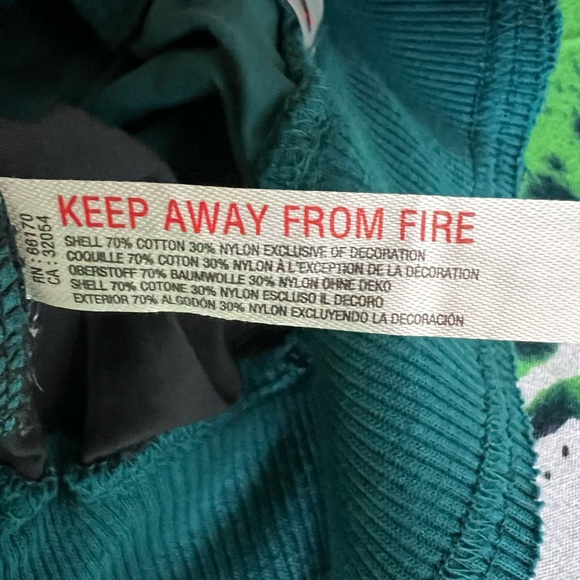 KEEP AWAY FROM FIRE
SHELL 70% COTTON 30% NYLON EXCLUSIVE OF DECORATION
COQUILLE 70% COTON 30% NYLON À L'EXCEPTION DE LA DÉCORATION
OBERSTOFF 70% BAUMWOLLE 30% NYLON OHNE DEKO
SHELL 70% COTONE 30% NYLON ESCLUSO IL DECORO
EXTERIOR 70% ALGODÓN 30% NYLON EXCLUYENDO LA DECORACIÓN
RN : 66170
CA : 32054